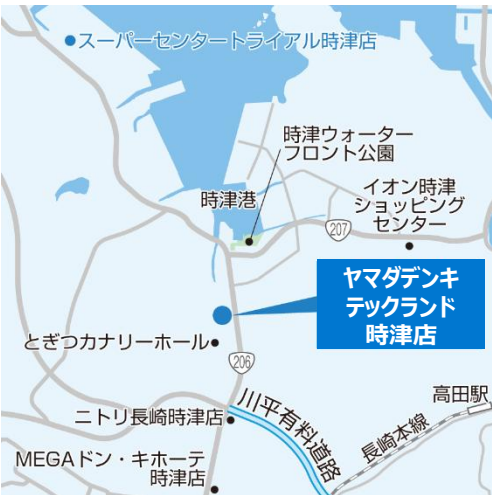 スーパーセンタートライアル時津店
時津ウォーター
フロント公園
時津港
イオン時津
ショッピング
センター
207
ヤマダデンキ
テックランド
時津店
とぎつカナリーホール
206
高田駅
川平有料道路
ニトリ長崎時津店
長崎本線
MEGAドン・キホーテ
時津店